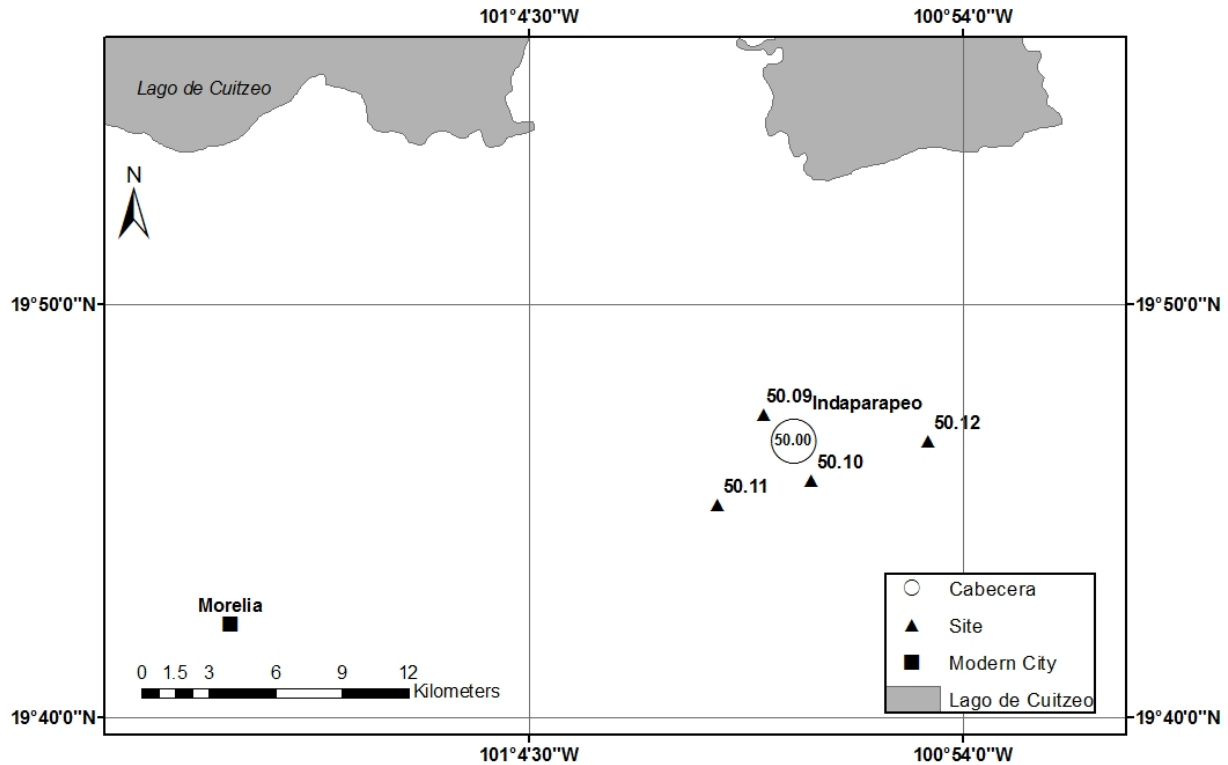 101°4'30"W
100°54'0"W
Lago de Cuitzeo
N
19°50'0"N
19°50'0"N
50.09
Indaparapeo
50.12
50.00
50.10
50.11
Morelia
0 1.5 3 6 9 12
Kilometers
Cabecera
Site
Modern City
Lago de Cuitzeo
19°40'0"N
19°40'0"N
101°4'30"W
100°54'0"W